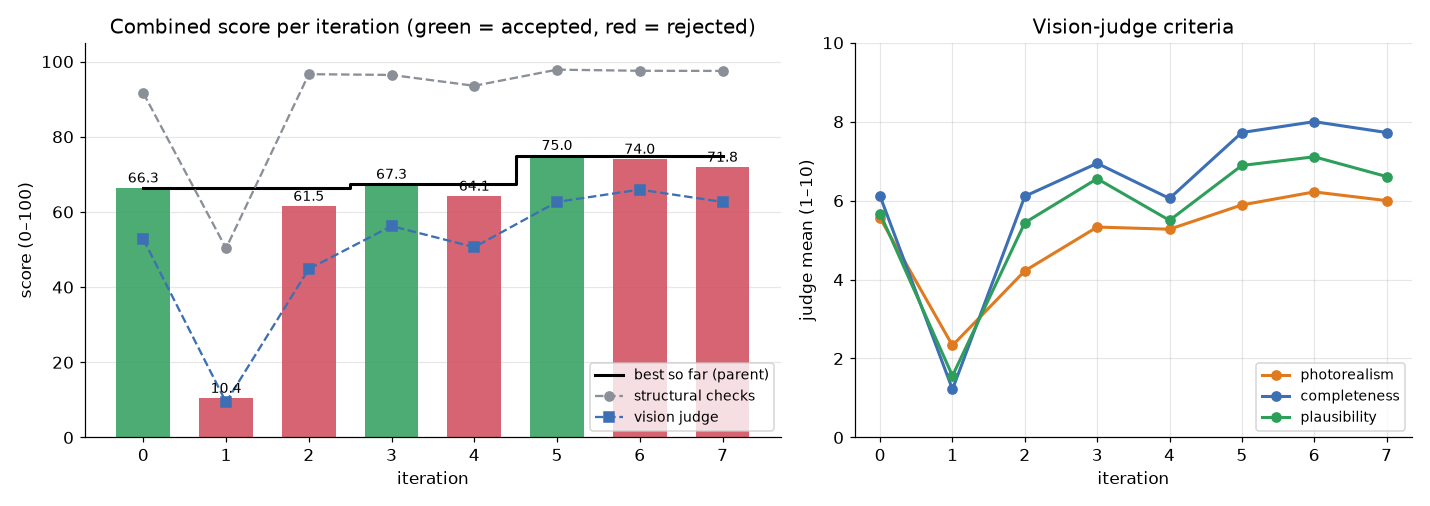 Combined score per iteration (green = accepted, red = rejected)
score (0–100)
100
80
60
40
20
0
66.3
10.4
61.5
67.3
64.1
75.0
74.0
71.8
best so far (parent)
structural checks
vision judge
0 1 2 3 4 5 6 7
iteration
Vision-judge criteria
judge mean (1–10)
10
8
6
4
2
0
photorealism
completeness
plausibility
0 1 2 3 4 5 6 7
iteration